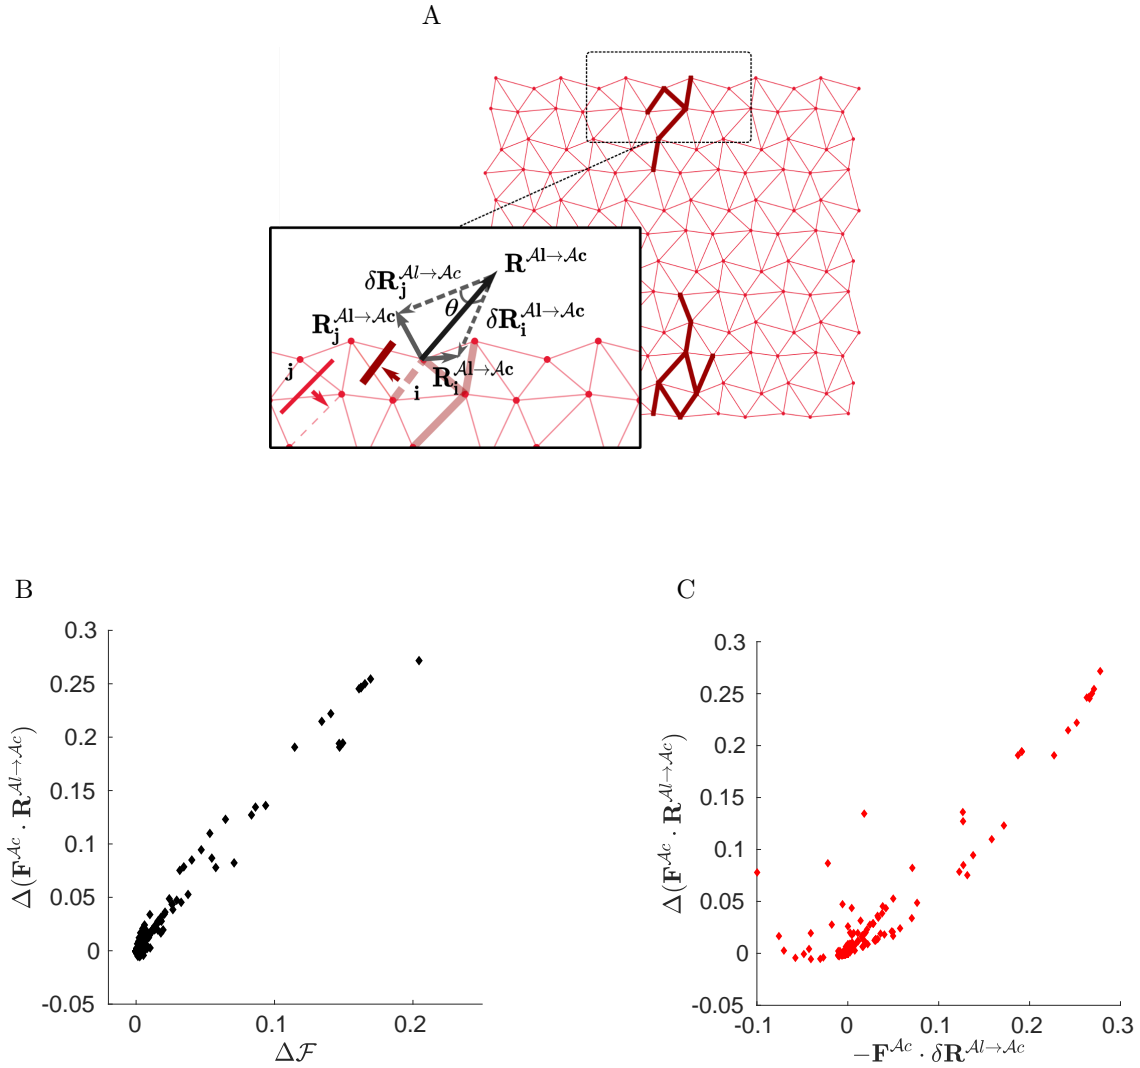 A
R^{Al→Ac}
δR_j^{Al→Ac}
θ
R_j^{Al→Ac}
δR_i^{Al→Ac}
R_i^{Al→Ac}
j
i
B
C
0.3
0.25
0.2
0.15
0.1
0.05
0
-0.05
Δ(F^{Ac} · R^{Al→Ac})
0
0.1
0.2
Δℱ
0.3
0.25
0.2
0.15
0.1
0.05
0
-0.05
Δ(F^{Ac} · R^{Al→Ac})
-0.1
0
0.1
0.2
0.3
−F^{Ac} · δR^{Al→Ac}